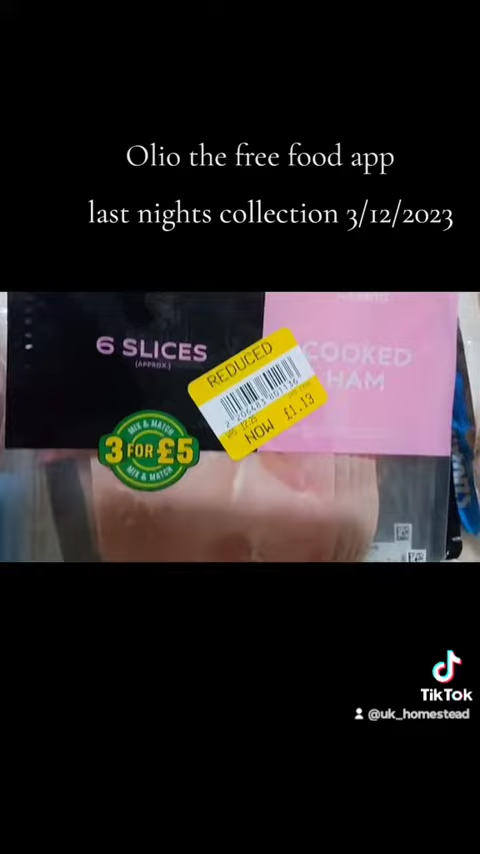 Olio the free food app
last nights collection 3/12/2023
6 SLICES
(APPROX.)
REDUCED
COOKED
HAM
NOW £1.13
MIX & MATCH
3 FOR £5
MIX & MATCH
TikTok
@uk_homestead